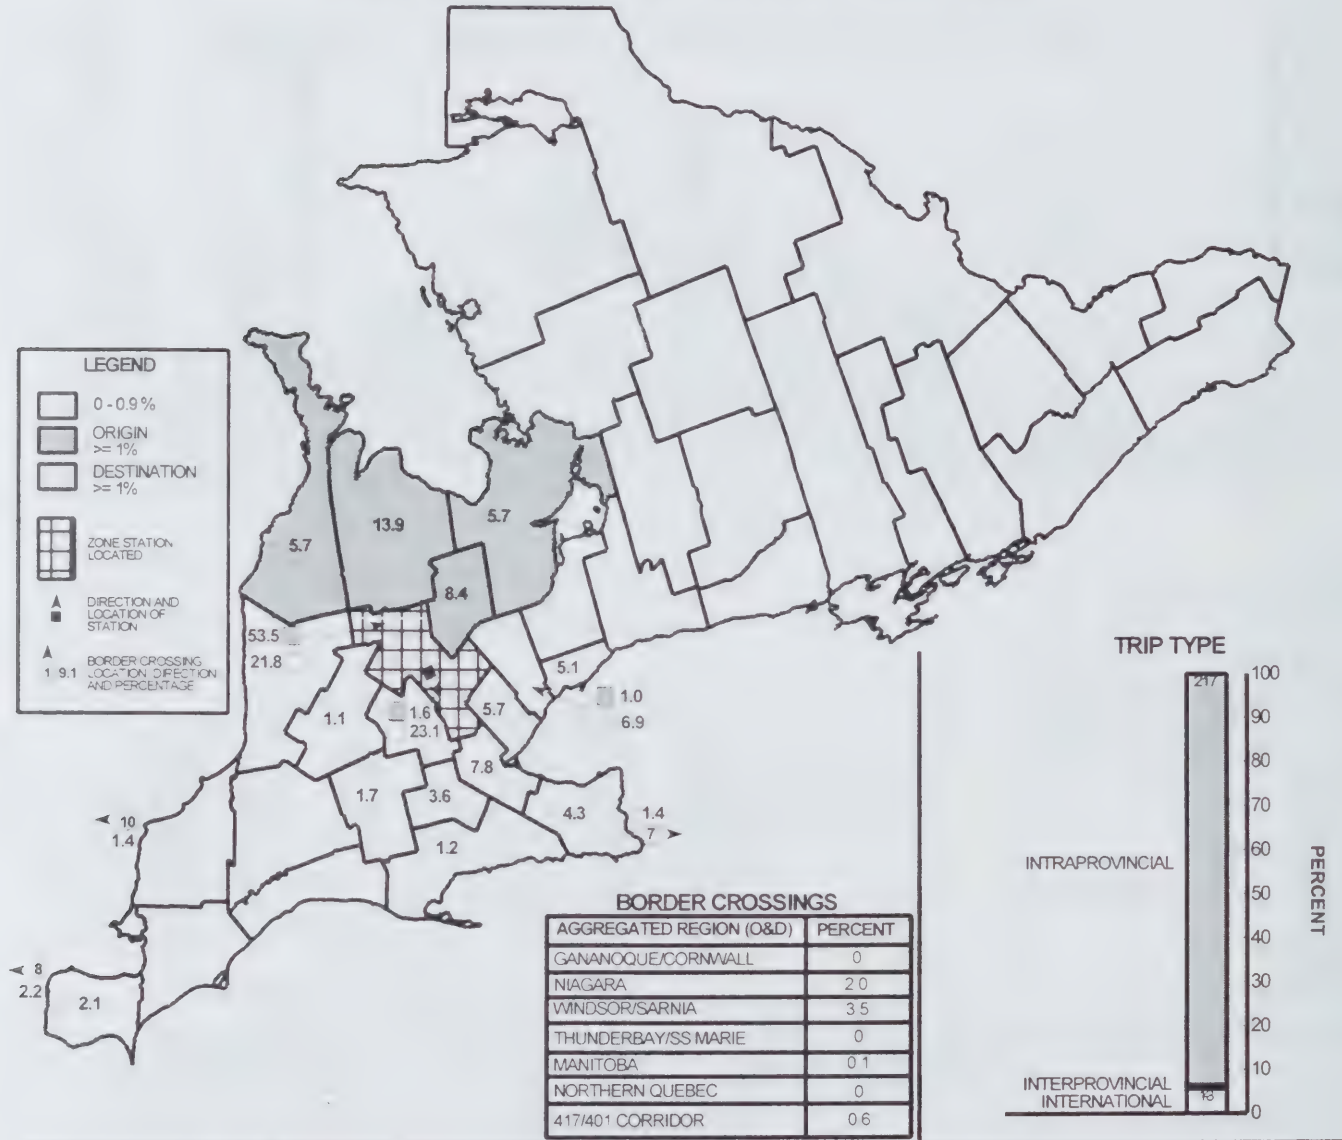 LEGEND
0 - 0.9 %
ORIGIN
>= 1%
DESTINATION
>= 1%
ZONE STATION
LOCATED
DIRECTION AND
LOCATION OF
STATION
1 9.1
BORDER CROSSING
LOCATION, DIRECTION
AND PERCENTAGE
5.7
13.9
5.7
8.4
53.5
21.8
5.1
1.0
6.9
1.1
1.6
23.1
5.7
7.8
1.7
3.6
4.3
1.4
7
10
1.4
1.2
8
2.2
2.1
BORDER CROSSINGS
AGGREGATED REGION (O&D) PERCENT
GANANOQUE/CORNWALL 0
NIAGARA 2 0
WINDSOR/SARNIA 3 5
THUNDERBAY/SS MARIE 0
MANITOBA 0 1
NORTHERN QUEBEC 0
417/401 CORRIDOR 0 6
TRIP TYPE
217
100
90
80
70
60
50
40
30
20
10
0
PERCENT
INTRAPROVINCIAL
INTERPROVINCIAL
INTERNATIONAL